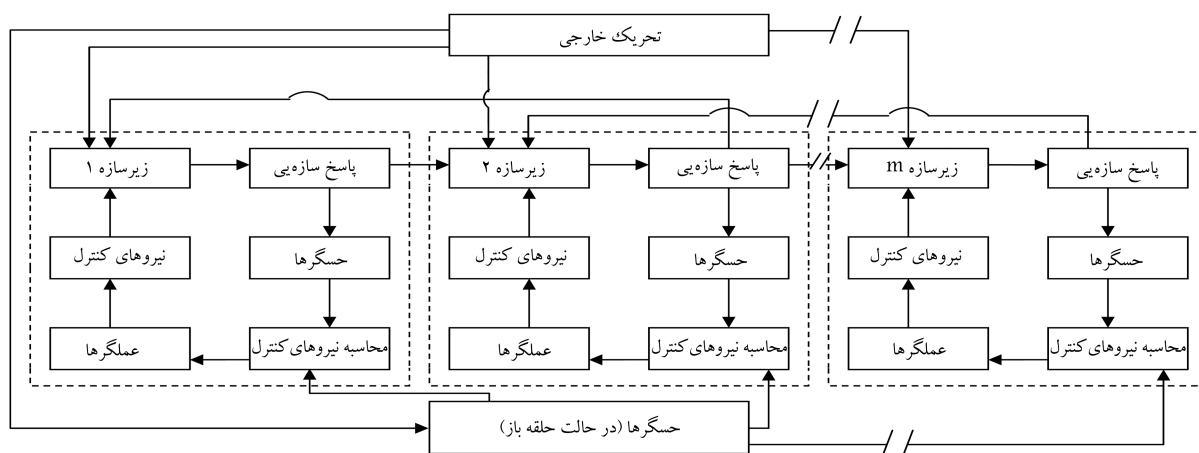 تحریک خارجی
زیرسازه ۱
پاسخ سازه‌یی
نیروهای کنترل
حسگرها
عملگرها
محاسبه نیروهای کنترل
زیرسازه ۲
پاسخ سازه‌یی
نیروهای کنترل
حسگرها
عملگرها
محاسبه نیروهای کنترل
زیرسازه m
پاسخ سازه‌یی
نیروهای کنترل
حسگرها
عملگرها
محاسبه نیروهای کنترل
حسگرها (در حالت حلقه باز)